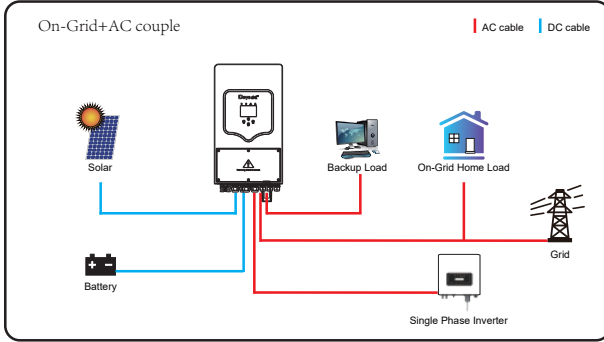 On-Grid+AC couple
AC cable
DC cable
Solar
Backup Load
On-Grid Home Load
Grid
Battery
Single Phase Inverter